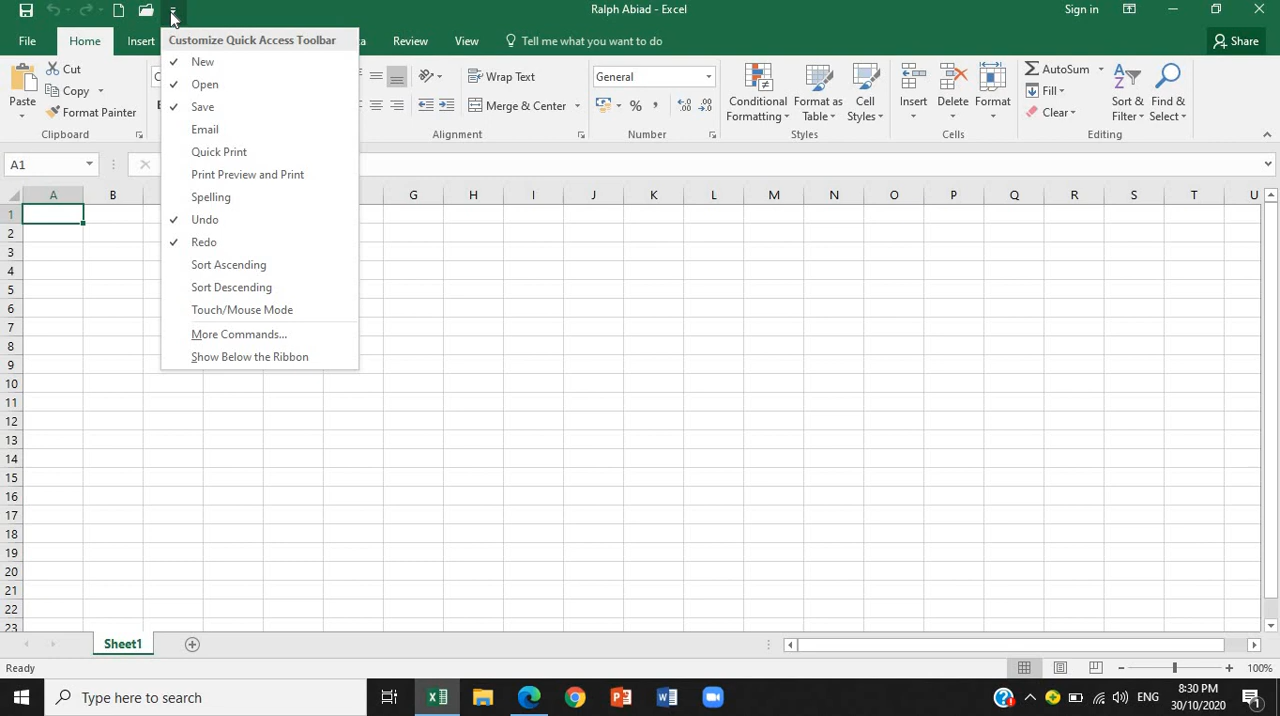 Ralph Abiad - Excel
Sign in
File
Home
Insert
a
Review
View
Tell me what you want to do
Share
Customize Quick Access Toolbar
New
Open
Save
Email
Quick Print
Print Preview and Print
Spelling
Undo
Redo
Sort Ascending
Sort Descending
Touch/Mouse Mode
More Commands...
Show Below the Ribbon
Paste
Cut
Copy
Format Painter
Clipboard
Wrap Text
Merge & Center
Alignment
General
%
Number
Conditional Formatting
Format as Table
Cell Styles
Styles
Insert
Delete
Format
Cells
AutoSum
Fill
Clear
Sort & Filter
Find & Select
Editing
A1
A B G H I J K L M N O P Q R S T U
1
2
3
4
5
6
7
8
9
10
11
12
13
14
15
16
17
18
19
20
21
22
23
Sheet1
Ready
100%
Type here to search
ENG
8:30 PM
30/10/2020